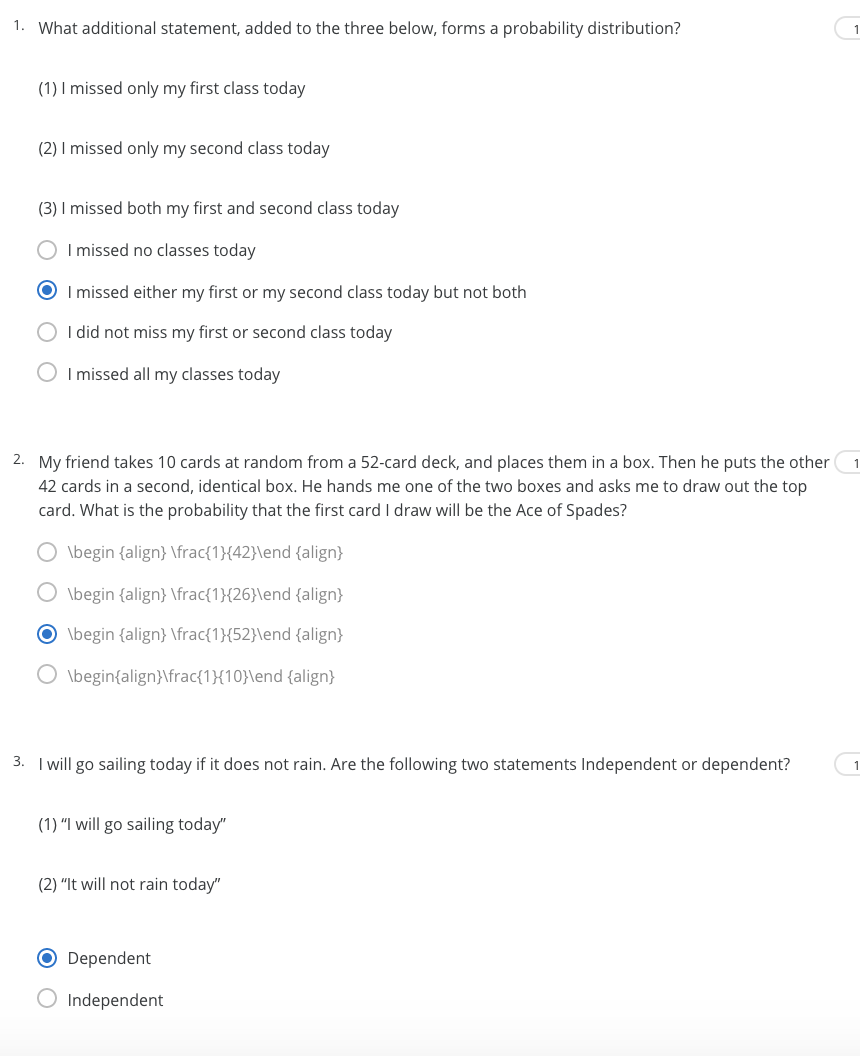 1. What additional statement, added to the three below, forms a probability distribution? 1
(1) I missed only my first class today
(2) I missed only my second class today
(3) I missed both my first and second class today
I missed no classes today
I missed either my first or my second class today but not both
I did not miss my first or second class today
I missed all my classes today
2. My friend takes 10 cards at random from a 52-card deck, and places them in a box. Then he puts the other 1
42 cards in a second, identical box. He hands me one of the two boxes and asks me to draw out the top
card. What is the probability that the first card I draw will be the Ace of Spades?
\begin {align} \frac{1}{42}\end {align}
\begin {align} \frac{1}{26}\end {align}
\begin {align} \frac{1}{52}\end {align}
\begin{align}\frac{1}{10}\end {align}
3. I will go sailing today if it does not rain. Are the following two statements Independent or dependent? 1
(1) “I will go sailing today”
(2) “It will not rain today”
Dependent
Independent